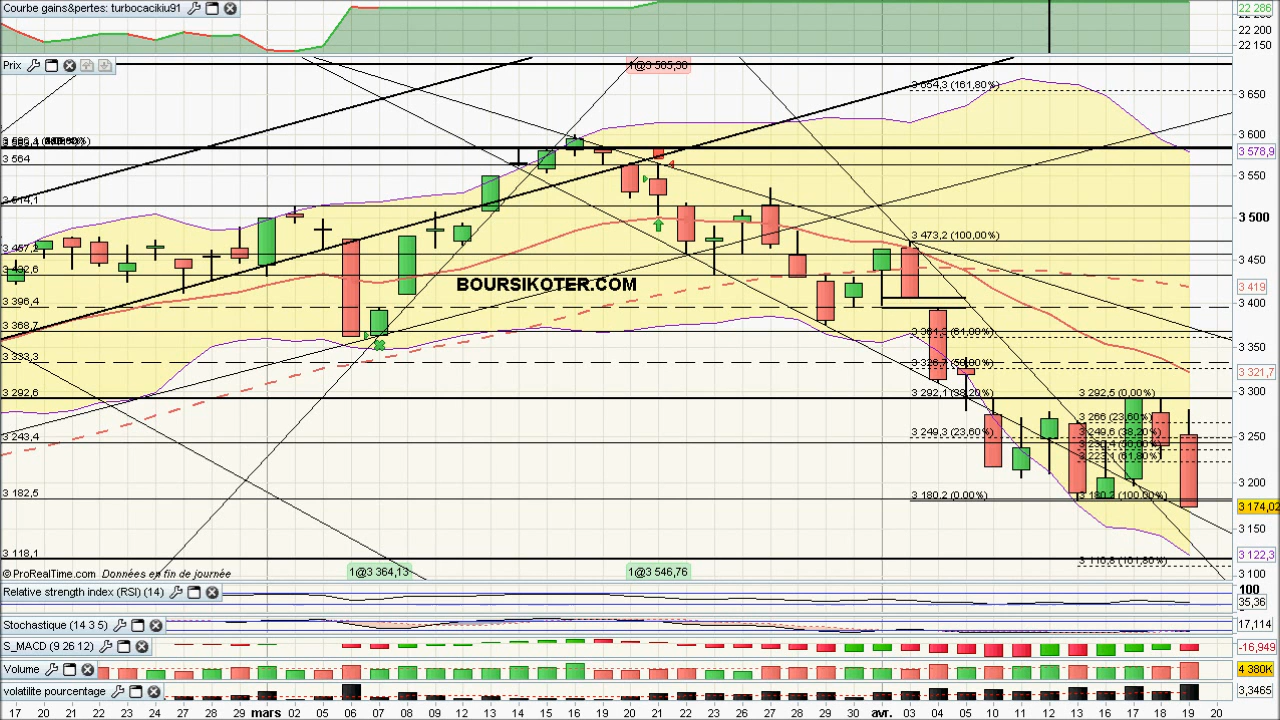 Courbe gains&pertes: turbocacikiu91
22 286
22 200
22 150
Prix
1@3 565,36
3 694,3 (161,80%)
3 650
3 600
3 578,9
3 564
3 550
3 514,1
3 500
3 473,2 (100,00%)
3 457,2
3 450
3 432,6
BOURSIKOTER.COM
3 419
3 396,4
3 400
3 368,7
3 350
3 333,3
3 321,7
3 292,6
3 292,1 (38,20%)
3 292,5 (0,00%)
3 300
3 266 (23,60%)
3 249,3 (23,60%)
3 249,6 (38,20%)
3 243,4
3 250
3 223,1 (61,80%)
3 200
3 182,5
3 180,2 (0,00%)
3 180,2 (100,00%)
3 174,02
3 150
3 118,1
3 122,3
3 110,8 (161,80%)
3 100
© ProRealTime.com Données en fin de journée
1@3 364,13
1@3 546,76
Relative strength index (RSI) (14)
100
35,36
Stochastique (14 3 5)
17,114
S_MACD (9 26 12)
-16,949
Volume
4 380K
volatilite pourcentage
3,3465
17 20 21 22 23 24 27 28 29 mars 02 05 06 07 08 09 12 13 14 15 16 19 20 21 22 23 26 27 28 29 30 avr. 03 04 05 10 11 12 13 16 17 18 19 20